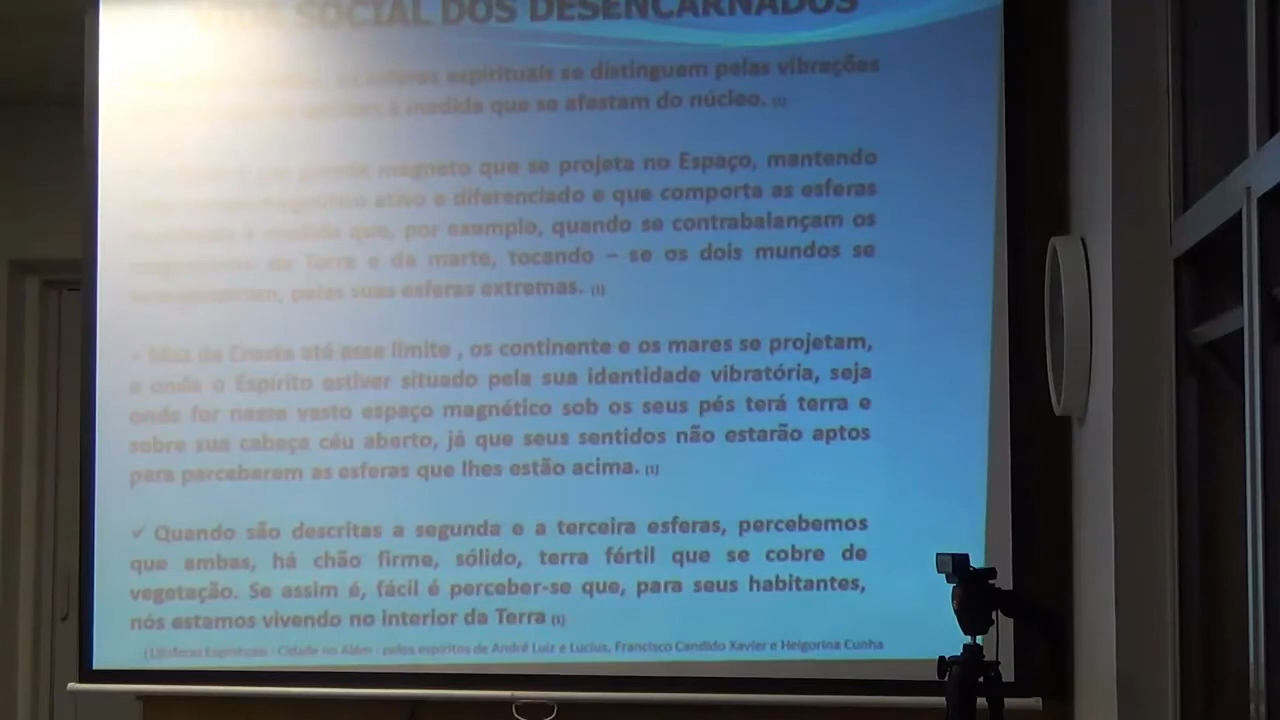 VIDA SOCIAL DOS DESENCARNADOS
esferas espirituais se distinguem pelas vibrações
à medida que se afastam do núcleo. (1)
magneto que se projeta no Espaço, mantendo
ativo e diferenciado e que comporta as esferas
à medida que, por exemplo, quando se contrabalançam os
da Terra e da marte, tocando – se os dois mundos se
pelas suas esferas extremas. (1)
- Mas da Crosta até esse limite , os continente e os mares se projetam,
e onde o Espírito estiver situado pela sua identidade vibratória, seja
onde for nesse vasto espaço magnético sob os seus pés terá terra e
sobre sua cabeça céu aberto, já que seus sentidos não estarão aptos
para perceberem as esferas que lhes estão acima. (1)
✓ Quando são descritas a segunda e a terceira esferas, percebemos
que ambas, há chão firme, sólido, terra fértil que se cobre de
vegetação. Se assim é, fácil é perceber-se que, para seus habitantes,
nós estamos vivendo no interior da Terra (1)
(1)Esferas Espirituais - Cidade no Além - pelos espíritos de André Luiz e Lucius, Francisco Candido Xavier e Heigorina Cunha